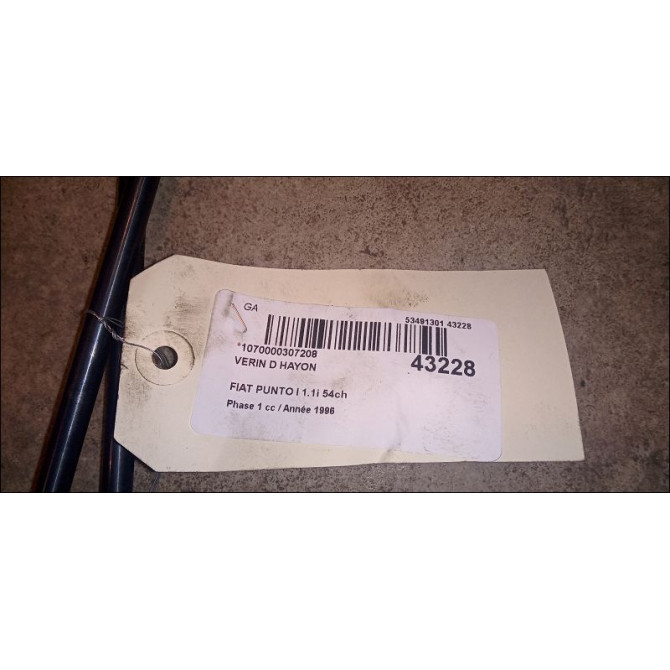 GA
53491301 43228
*1070000307208
43228
VERIN D HAYON
FIAT PUNTO I 1.1i 54ch
Phase 1 cc / Année 1996